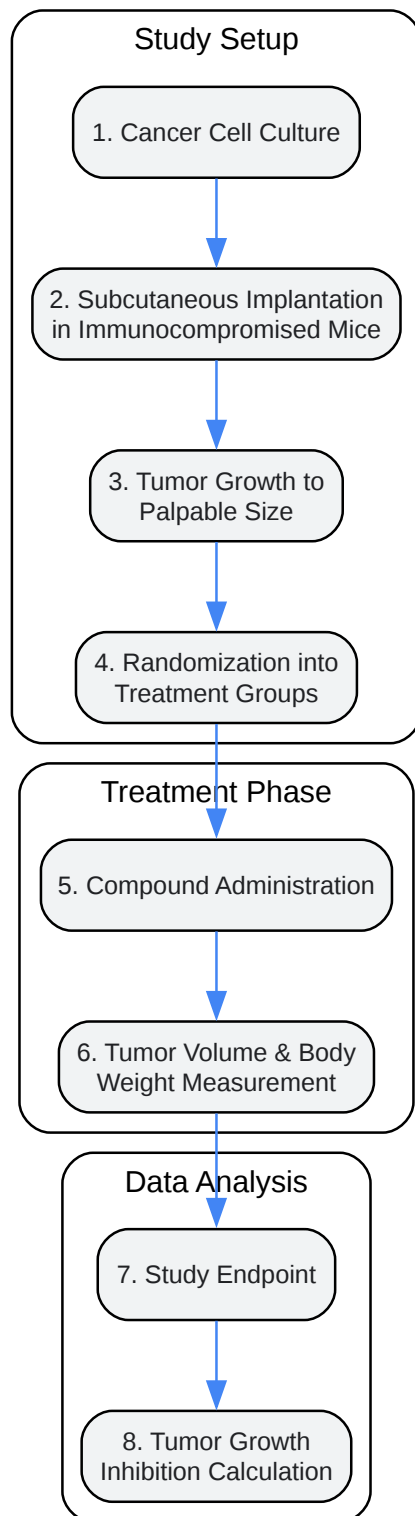 Study Setup
1. Cancer Cell Culture
2. Subcutaneous Implantation
in Immunocompromised Mice
3. Tumor Growth to
Palpable Size
4. Randomization into
Treatment Groups
Treatment Phase
5. Compound Administration
6. Tumor Volume & Body
Weight Measurement
Data Analysis
7. Study Endpoint
8. Tumor Growth
Inhibition Calculation